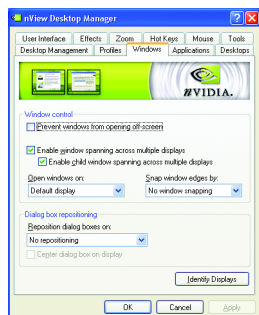 nView Desktop Manager
User Interface Effects Zoom Hot Keys Mouse Tools
Desktop Management Profiles Windows Applications Desktops
nVIDIA.
Window control
Prevent windows from opening off-screen
Enable window spanning across multiple displays
Enable child window spanning across multiple displays
Open windows on: Snap window edges by:
Default display No window snapping
Dialog box repositioning
Reposition dialog boxes on:
No repositioning
Center dialog box on display
Identify Displays
OK Cancel Apply